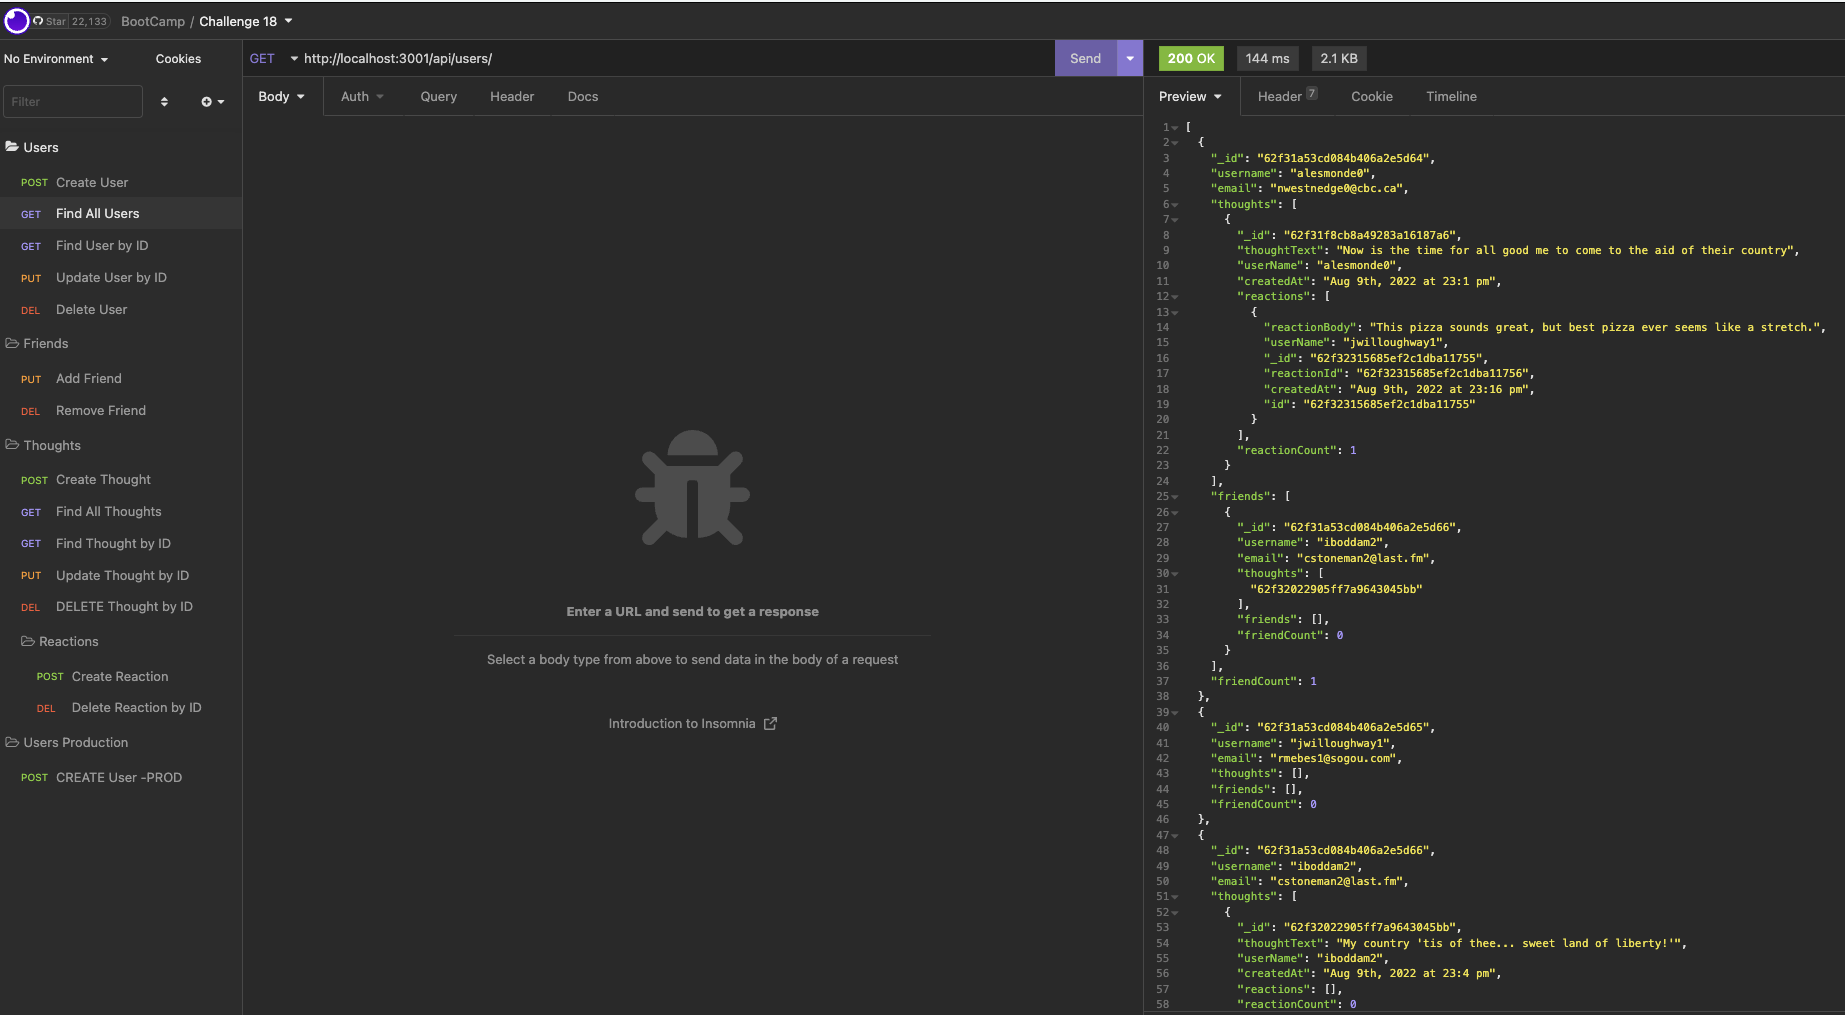 Star 22,133 BootCamp / Challenge 18
No Environment Cookies
Filter
Users
POST Create User
GET Find All Users
GET Find User by ID
PUT Update User by ID
DEL Delete User
Friends
PUT Add Friend
DEL Remove Friend
Thoughts
POST Create Thought
GET Find All Thoughts
GET Find Thought by ID
PUT Update Thought by ID
DEL DELETE Thought by ID
Reactions
POST Create Reaction
DEL Delete Reaction by ID
Users Production
POST CREATE User -PROD
GET http://localhost:3001/api/users/ Send
Body Auth Query Header Docs
Enter a URL and send to get a response
Select a body type from above to send data in the body of a request
Introduction to Insomnia
200 OK 144 ms 2.1 KB
Preview Header 7 Cookie Timeline
1 [
2 {
3 "_id": "62f31a53cd084b406a2e5d64",
4 "username": "alesmonde0",
5 "email": "nwestnedge0@cbc.ca",
6 "thoughts": [
7 {
8 "_id": "62f31f8cb8a49283a16187a6",
9 "thoughtText": "Now is the time for all good me to come to the aid of their country",
10 "userName": "alesmonde0",
11 "createdAt": "Aug 9th, 2022 at 23:1 pm",
12 "reactions": [
13 {
14 "reactionBody": "This pizza sounds great, but best pizza ever seems like a stretch.",
15 "userName": "jwilloughway1",
16 "_id": "62f32315685ef2c1dba11755",
17 "reactionId": "62f32315685ef2c1dba11756",
18 "createdAt": "Aug 9th, 2022 at 23:16 pm",
19 "id": "62f32315685ef2c1dba11755"
20 }
21 ],
22 "reactionCount": 1
23 }
24 ],
25 "friends": [
26 {
27 "_id": "62f31a53cd084b406a2e5d66",
28 "username": "iboddam2",
29 "email": "cstoneman2@last.fm",
30 "thoughts": [
31 "62f32022905ff7a9643045bb"
32 ],
33 "friends": [],
34 "friendCount": 0
35 }
36 ],
37 "friendCount": 1
38 },
39 {
40 "_id": "62f31a53cd084b406a2e5d65",
41 "username": "jwilloughway1",
42 "email": "rmebes1@sogou.com",
43 "thoughts": [],
44 "friends": [],
45 "friendCount": 0
46 },
47 {
48 "_id": "62f31a53cd084b406a2e5d66",
49 "username": "iboddam2",
50 "email": "cstoneman2@last.fm",
51 "thoughts": [
52 {
53 "_id": "62f32022905ff7a9643045bb",
54 "thoughtText": "My country 'tis of thee... sweet land of liberty!'",
55 "userName": "iboddam2",
56 "createdAt": "Aug 9th, 2022 at 23:4 pm",
57 "reactions": [],
58 "reactionCount": 0